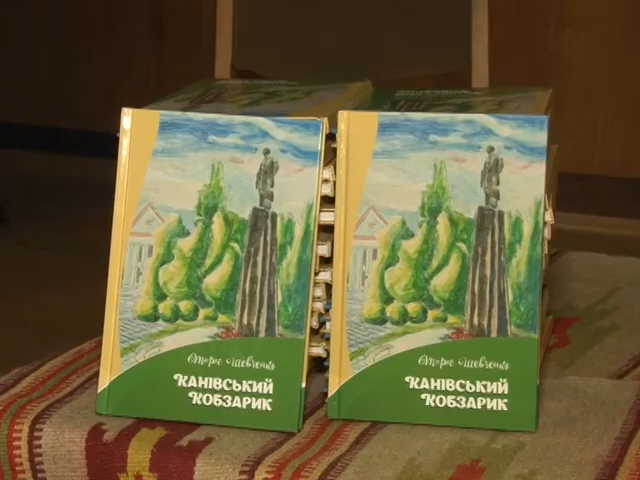 Тарас Шевченко
КАНІВСЬКИЙ
КОБЗАРИК
Тарас Шевченко
КАНІВСЬКИЙ
КОБЗАРИК